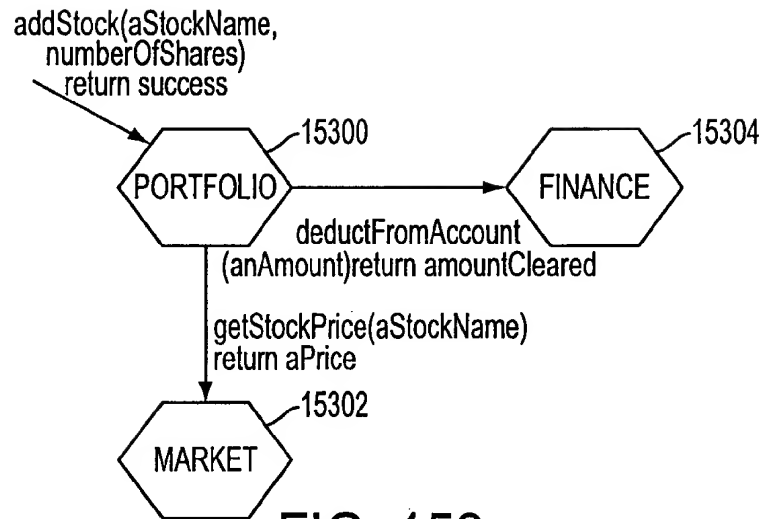 addStock(aStockName,
numberOfShares)
return success
15300
15304
PORTFOLIO
FINANCE
deductFromAccount
(anAmount)return amountCleared
getStockPrice(aStockName)
return aPrice
15302
MARKET